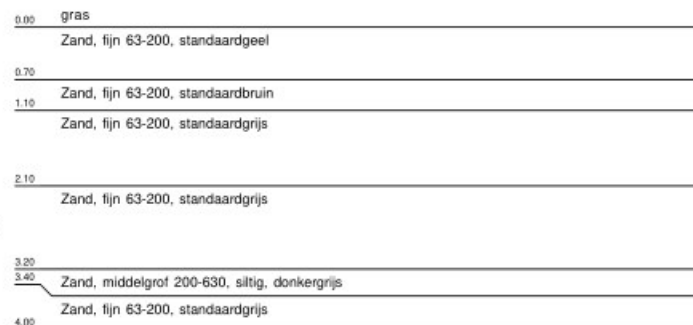 0.00 gras
Zand, fijn 63-200, standaardgeel
0.70
Zand, fijn 63-200, standaardbruin
1.10
Zand, fijn 63-200, standaardgrijs
2.10
Zand, fijn 63-200, standaardgrijs
3.20
3.40 Zand, middelgrof 200-630, siltig, donkergrijs
Zand, fijn 63-200, standaardgrijs
4.00